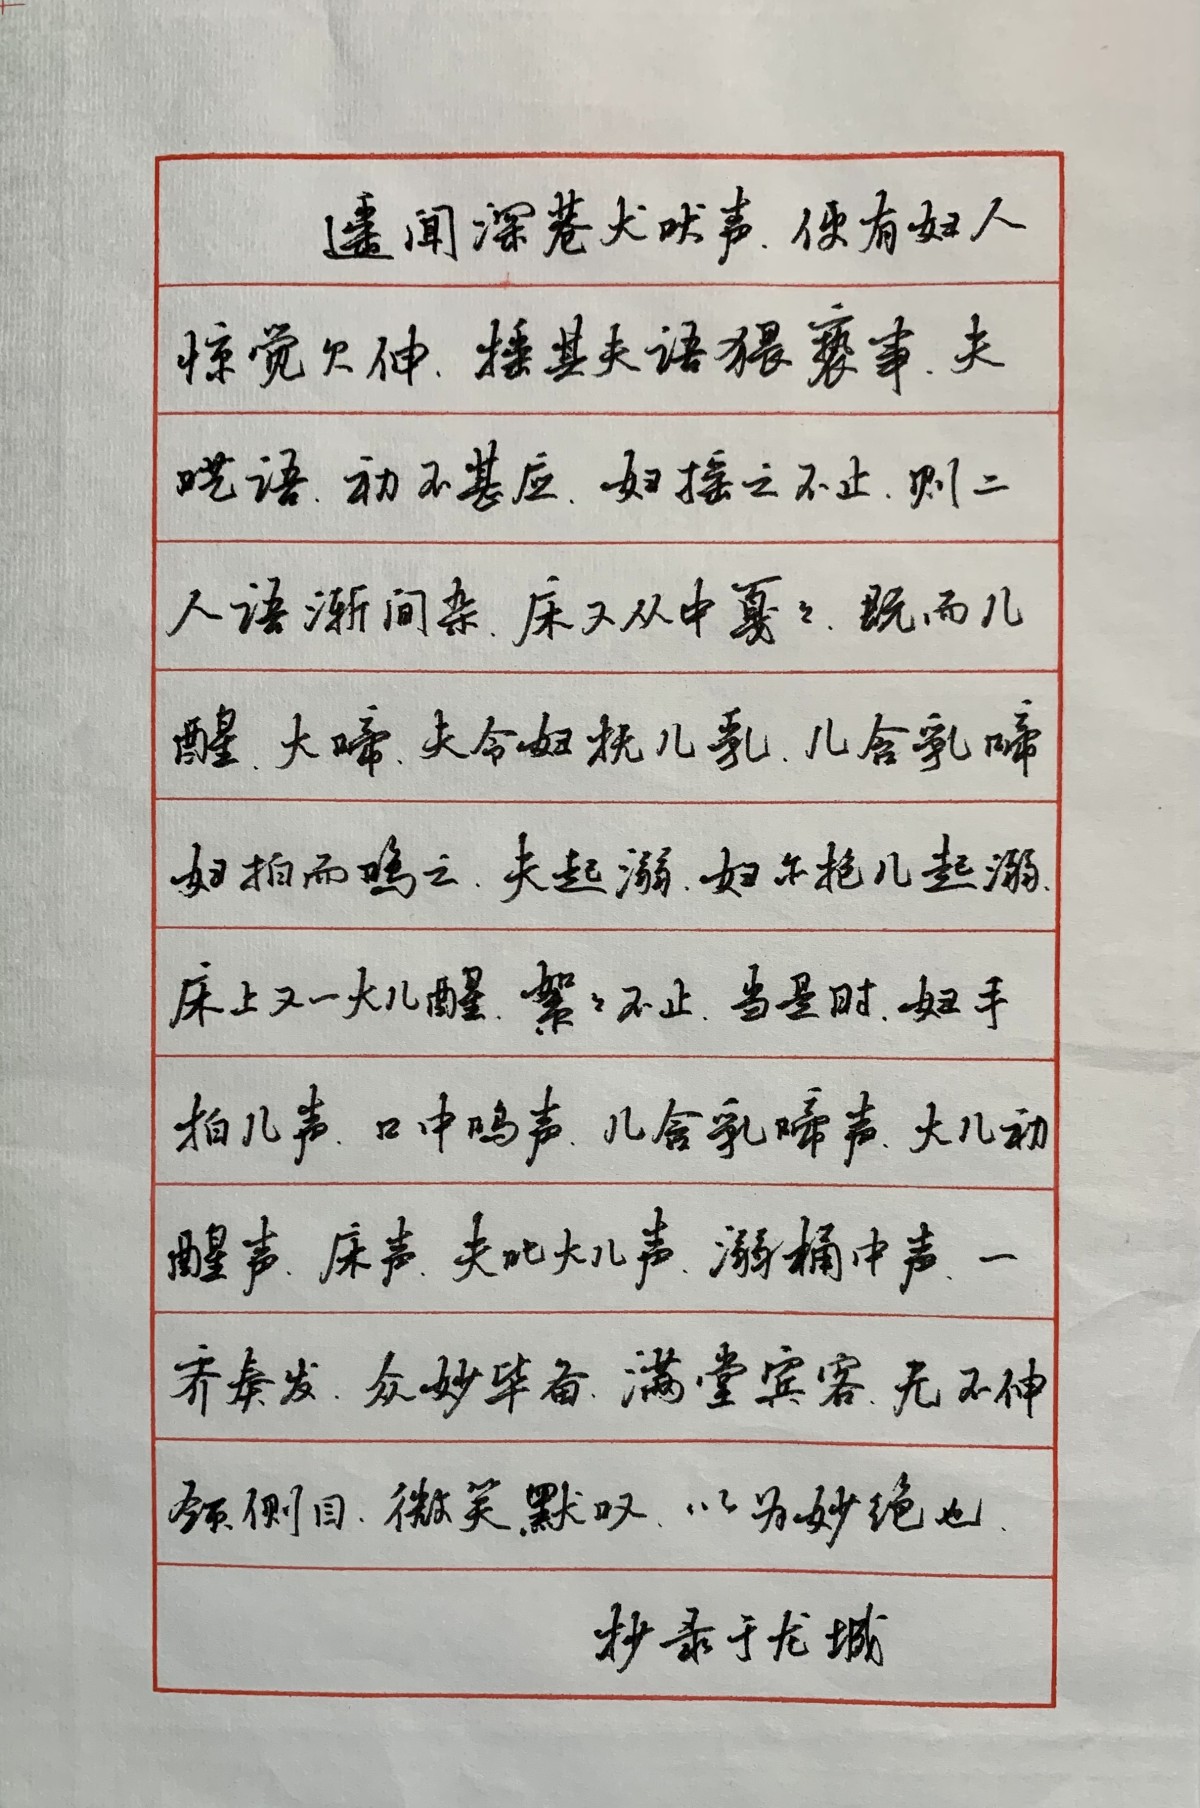 遥闻深巷犬吠声、便有妇人
惊觉欠伸、摇其夫语猥亵事、夫
呓语、初不甚应、妇摇之不止、则二
人语渐间杂、床又从中戛々、既而儿
醒、大啼、夫令妇抚儿乳、儿含乳啼
妇拍而呜之、夫起溺、妇亦抱儿起溺、
床上又一大儿醒、絮々不止、当是时、妇手
拍儿声、口中呜声、儿含乳啼声、大儿初
醒声、床声、夫叱大儿声、溺桶中声、一
齐奏发、众妙毕备、满堂宾客、无不伸
颈侧目、微笑默叹、以为妙绝也、
抄录于龙城